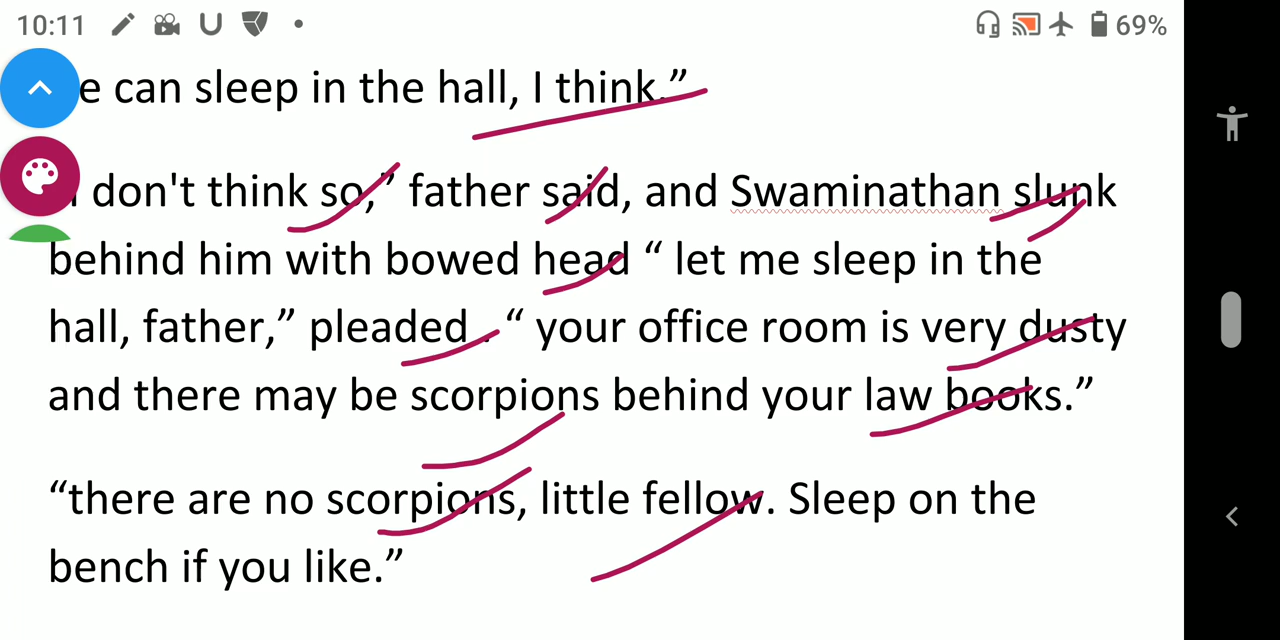 10:11 69%
e can sleep in the hall, I think.”
don't think so,” father said, and Swaminathan slunk
behind him with bowed head “ let me sleep in the
hall, father,” pleaded . “ your office room is very dusty
and there may be scorpions behind your law books.”
“there are no scorpions, little fellow. Sleep on the
bench if you like.”